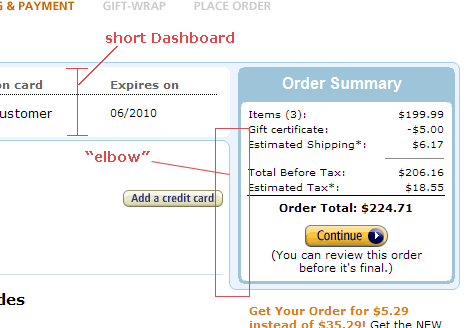 & PAYMENT GIFT-WRAP PLACE ORDER
short Dashboard
on card Expires on
ustomer 06/2010
Order Summary
Items (3): $199.99
Gift certificate: -$5.00
Estimated Shipping*: $6.17
"elbow"
Total Before Tax: $206.16
Estimated Tax*: $18.55
Add a credit card
Order Total: $224.71
Continue
(You can review this order
before it's final.)
des
Get Your Order for $5.29
instead of $35.29! Get the NEW